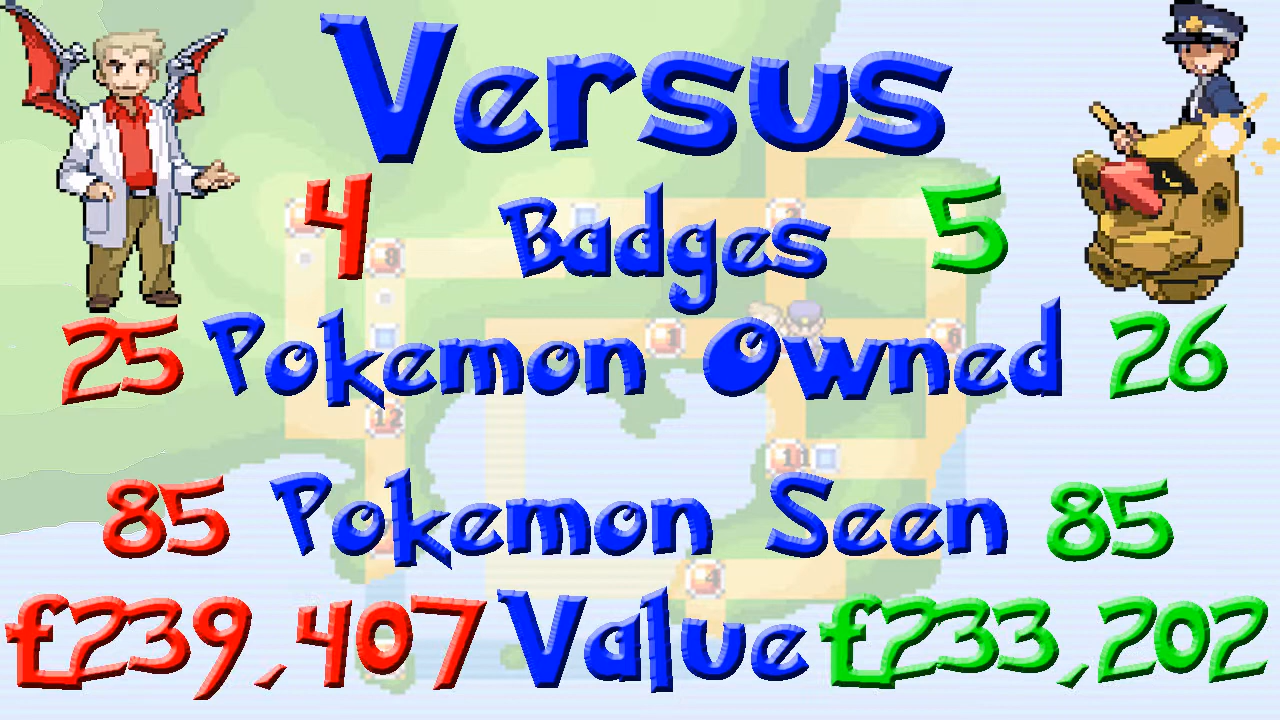 Versus
4 Badges 5
25 Pokemon Owned 26
85 Pokemon Seen 85
£239,407 Value £233,202